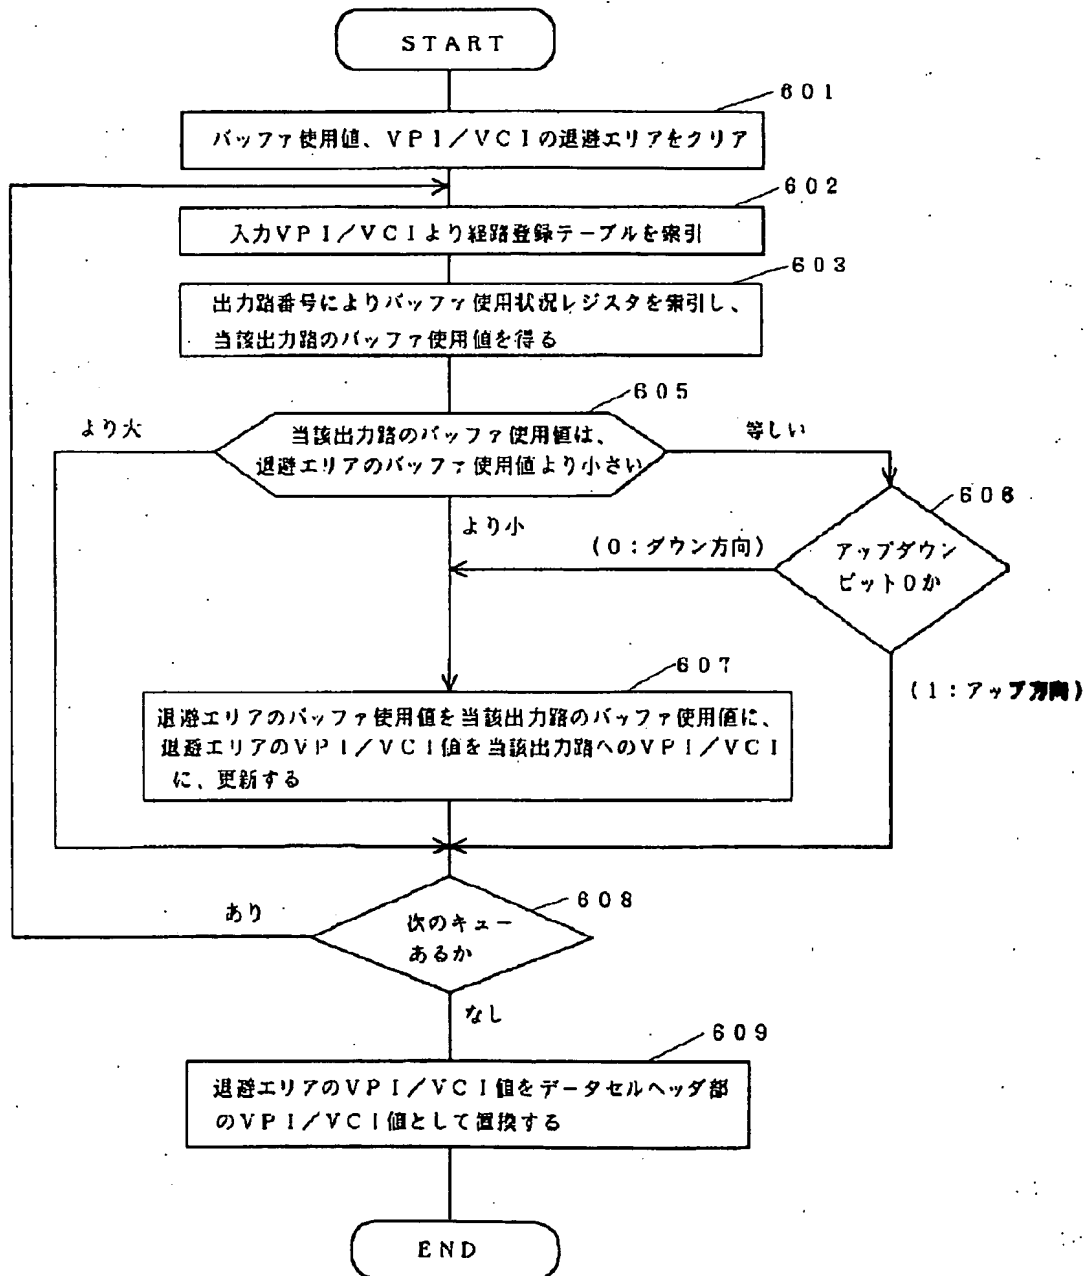 START
601
バッファ使用値、VPI/VCIの退避エリアをクリア
602
入力VPI/VCIより経路登録テーブルを索引
603
出力路番号によりバッファ使用状況レジスタを索引し、
当該出力路のバッファ使用値を得る
605
より大
当該出力路のバッファ使用値は、
退避エリアのバッファ使用値より小さい
等しい
606
より小
(0:ダウン方向)
アップダウン
ビット0か
607
(1:アップ方向)
退避エリアのバッファ使用値を当該出力路のバッファ使用値に、
退避エリアのVPI/VCI値を当該出力路へのVPI/VCI
に、更新する
608
あり
次のキュー
あるか
なし
609
退避エリアのVPI/VCI値をデータセルヘッダ部
のVPI/VCI値として置換する
END